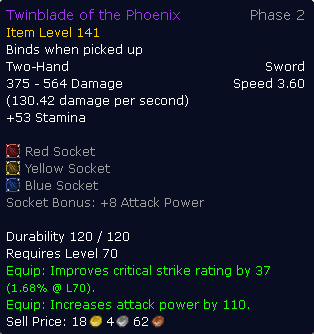 Twinblade of the Phoenix Phase 2
Item Level 141
Binds when picked up
Two-Hand Sword
375 - 564 Damage Speed 3.60
(130.42 damage per second)
+53 Stamina
Red Socket
Yellow Socket
Blue Socket
Socket Bonus: +8 Attack Power
Durability 120 / 120
Requires Level 70
Equip: Improves critical strike rating by 37
(1.68% @ L70).
Equip: Increases attack power by 110.
Sell Price: 18 4 62